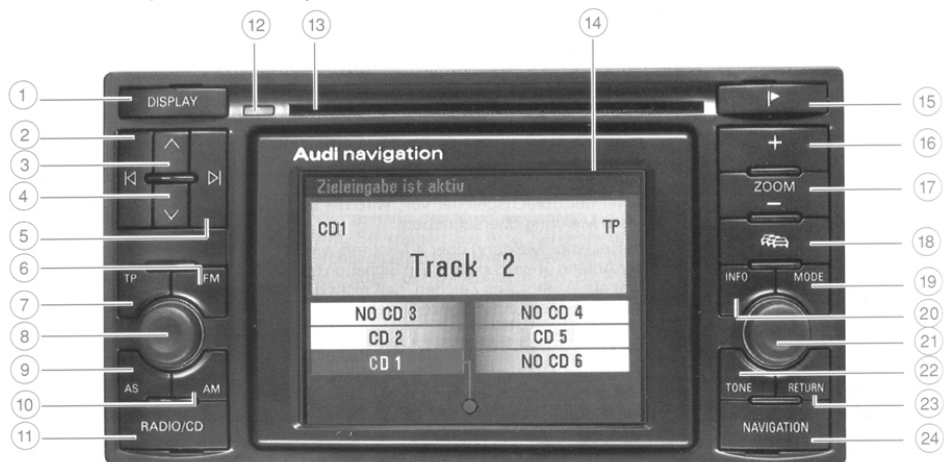 12 13 14
1 DISPLAY 15
2 + 16
3
Audi navigation
4 ZOOM 17
Zieleingabe ist aktiv
5 − 18
CD1 TP
6 TP FM INFO MODE 19
Track 2
7 20
8 NO CD 3 NO CD 4 21
CD 2 CD 5
9 CD 1 NO CD 6 22
AS AM TONE RETURN
10 23
11 RADIO/CD NAVIGATION 24